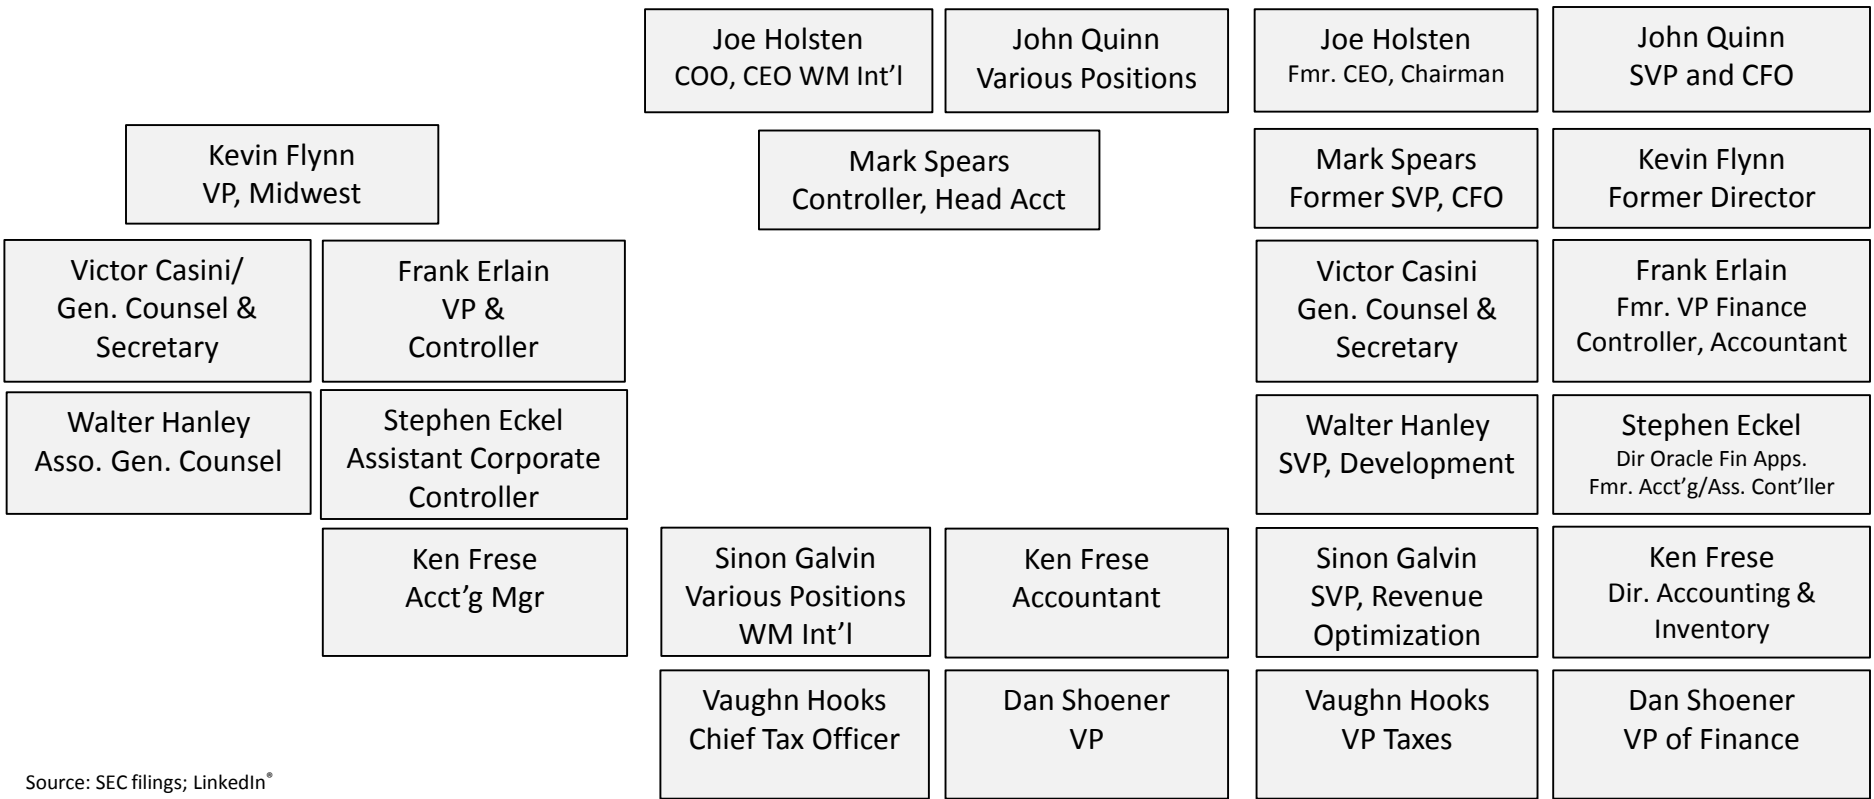 Joe Holsten
COO, CEO WM Int’l
John Quinn
Various Positions
Joe Holsten
Fmr. CEO, Chairman
John Quinn
SVP and CFO
Kevin Flynn
VP, Midwest
Mark Spears
Controller, Head Acct
Mark Spears
Former SVP, CFO
Kevin Flynn
Former Director
Victor Casini/
Gen. Counsel &
Secretary
Frank Erlain
VP &
Controller
Victor Casini
Gen. Counsel &
Secretary
Frank Erlain
Fmr. VP Finance
Controller, Accountant
Walter Hanley
Asso. Gen. Counsel
Stephen Eckel
Assistant Corporate
Controller
Walter Hanley
SVP, Development
Stephen Eckel
Dir Oracle Fin Apps.
Fmr. Acct’g/Ass. Cont’ller
Ken Frese
Acct’g Mgr
Sinon Galvin
Various Positions
WM Int’l
Ken Frese
Accountant
Sinon Galvin
SVP, Revenue
Optimization
Ken Frese
Dir. Accounting &
Inventory
Vaughn Hooks
Chief Tax Officer
Dan Shoener
VP
Vaughn Hooks
VP Taxes
Dan Shoener
VP of Finance
Source: SEC filings; LinkedIn®